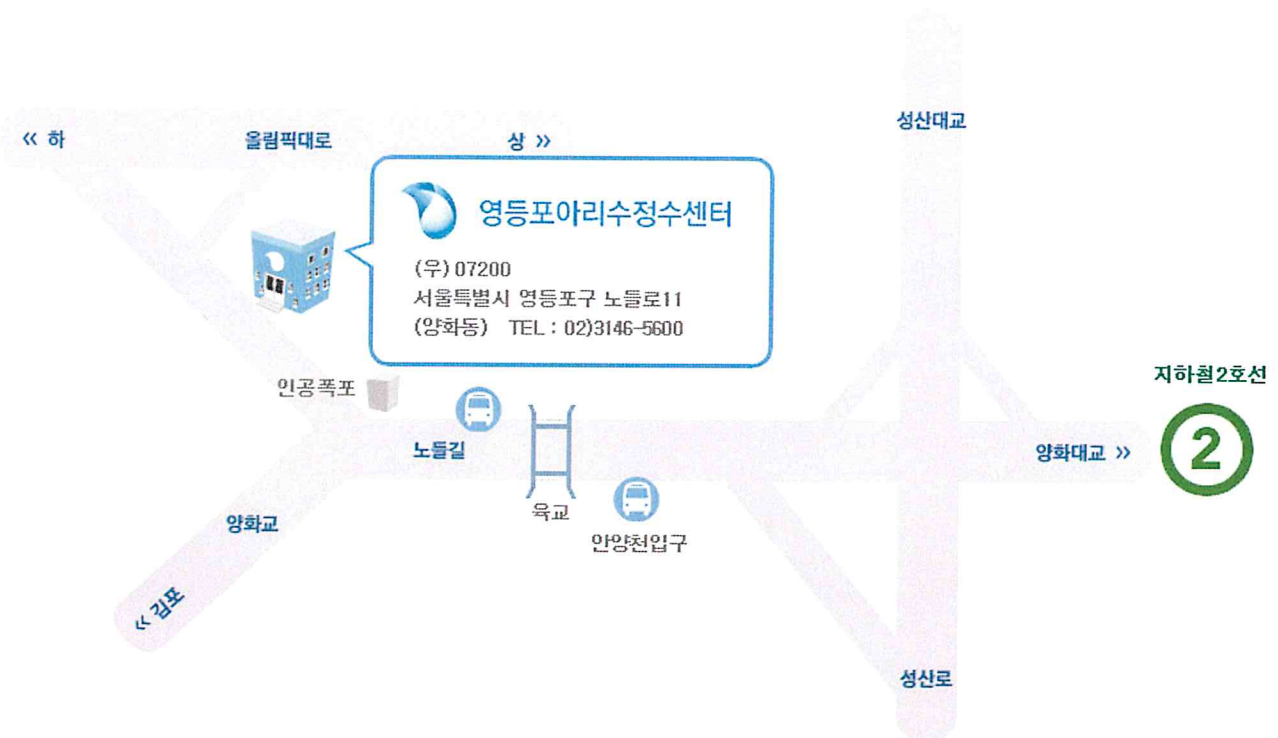 성산대교
« 하
올림픽대로
상 »
영등포아리수정수센터
(우) 07200
서울특별시 영등포구 노들로11
(양화동) TEL : 02)3146-5600
지하철2호선
인공폭포
노들길
양화대교 »
2
육교
양화교
안양천입구
« 김포
성산로